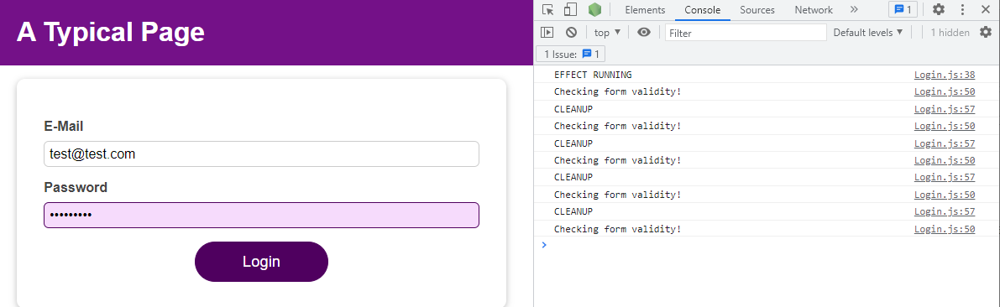 A Typical Page
E-Mail
test@test.com
Password
•••••••••
Login
Elements Console Sources Network » 1
top ▼ Filter Default levels ▼ 1 hidden
1 Issue: 1
EFFECT RUNNING Login.js:38
Checking form validity! Login.js:50
CLEANUP Login.js:57
Checking form validity! Login.js:50
CLEANUP Login.js:57
Checking form validity! Login.js:50
CLEANUP Login.js:57
Checking form validity! Login.js:50
CLEANUP Login.js:57
Checking form validity! Login.js:50
>